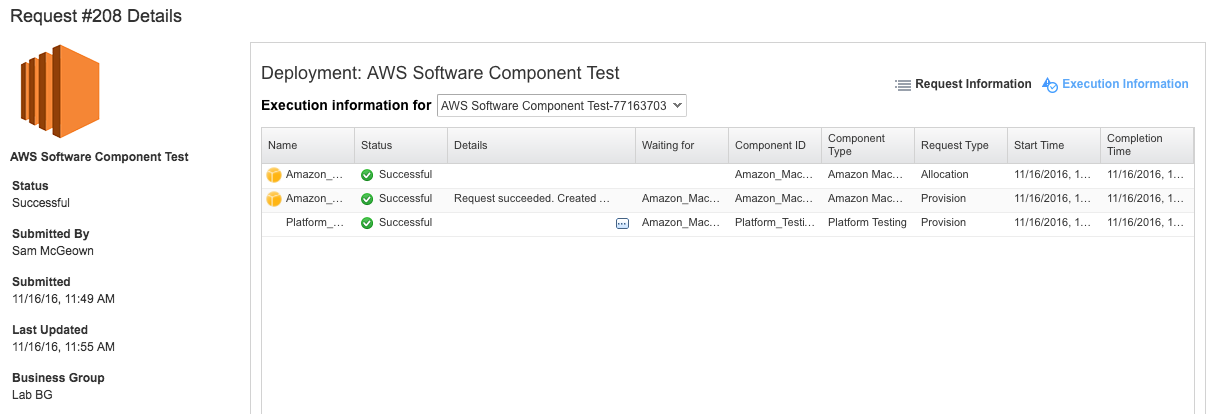 Request #208 Details
AWS Software Component Test
Status
Successful
Submitted By
Sam McGeown
Submitted
11/16/16, 11:49 AM
Last Updated
11/16/16, 11:55 AM
Business Group
Lab BG
Deployment: AWS Software Component Test
Request Information Execution Information
Execution information for AWS Software Component Test-77163703
Name Status Details Waiting for Component ID Component Type Request Type Start Time Completion Time
Amazon_... Successful Amazon_Mac... Amazon Mac... Allocation 11/16/2016, 1... 11/16/2016, 1...
Amazon_... Successful Request succeeded. Created ... Amazon_Mac... Amazon_Mac... Amazon Mac... Provision 11/16/2016, 1... 11/16/2016, 1...
Platform_... Successful Amazon_Mac... Platform_Testi... Platform Testing Provision 11/16/2016, 1... 11/16/2016, 1...